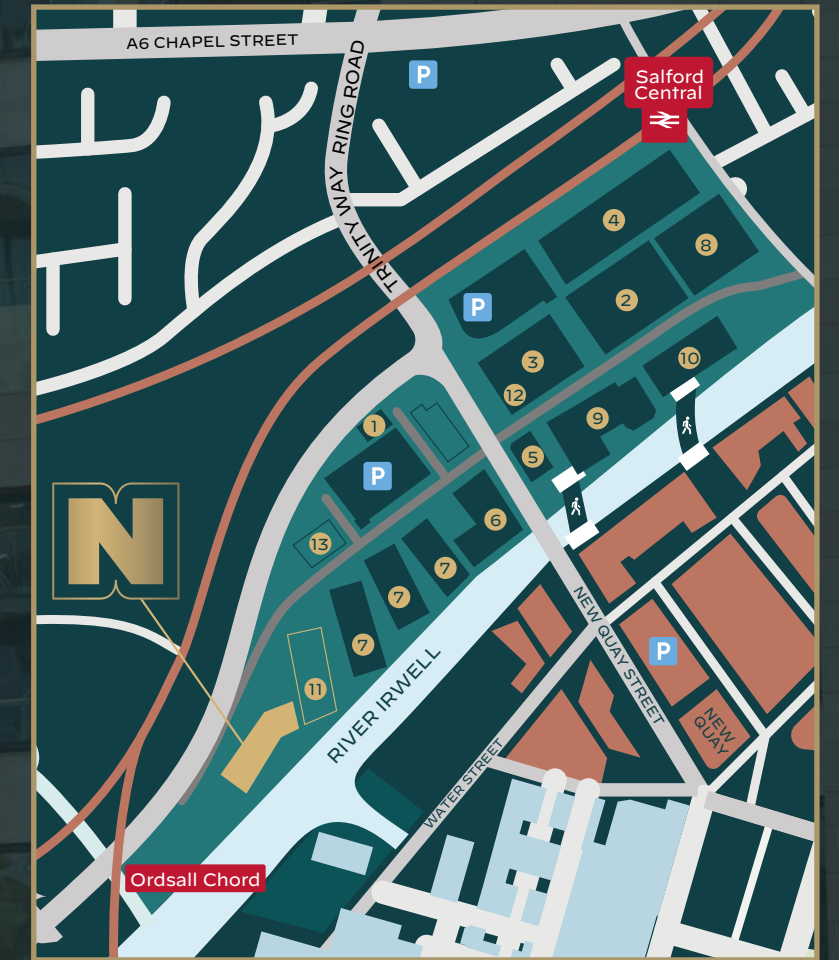 A6 CHAPEL STREET
TRINITY WAY RING ROAD
P
Salford
Central
4
8
2
P
3
12
10
9
1
5
P
6
13
7
7
7
N
11
RIVER IRWELL
NEW QUAY STREET
P
NEW
QUAY
WATER STREET
Ordsall Chord